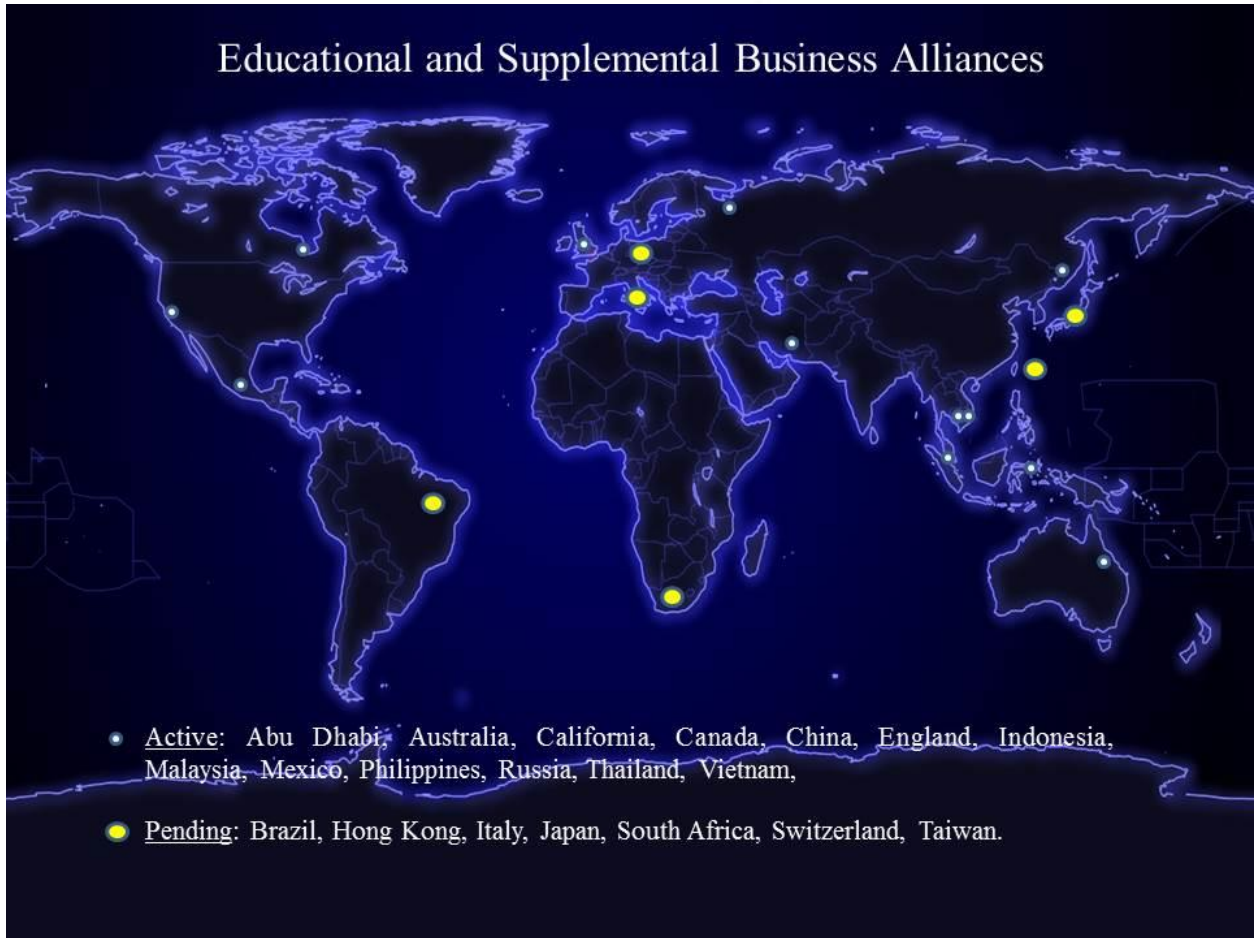 Educational and Supplemental Business Alliances
Active: Abu Dhabi, Australia, California, Canada, China, England, Indonesia,
Malaysia, Mexico, Philippines, Russia, Thailand, Vietnam,
Pending: Brazil, Hong Kong, Italy, Japan, South Africa, Switzerland, Taiwan.